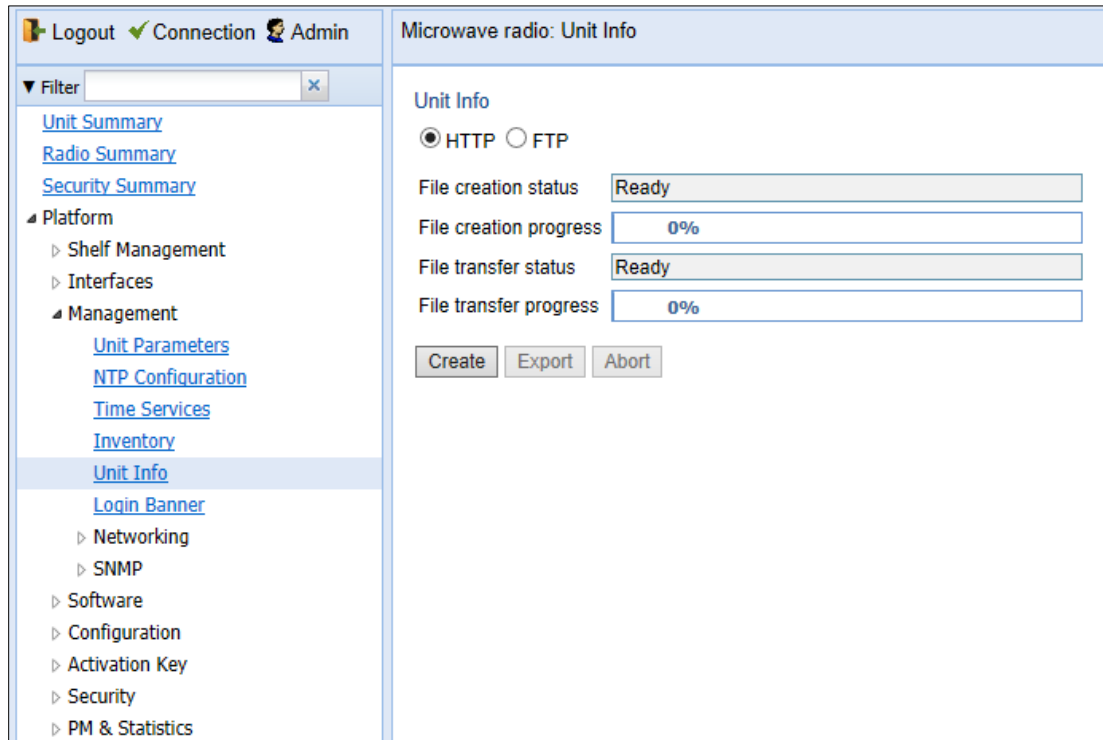 Logout Connection Admin
Microwave radio: Unit Info
Filter
Unit Summary
Radio Summary
Security Summary
Platform
Shelf Management
Interfaces
Management
Unit Parameters
NTP Configuration
Time Services
Inventory
Unit Info
Login Banner
Networking
SNMP
Software
Configuration
Activation Key
Security
PM & Statistics
Unit Info
HTTP FTP
File creation status Ready
File creation progress 0%
File transfer status Ready
File transfer progress 0%
Create Export Abort